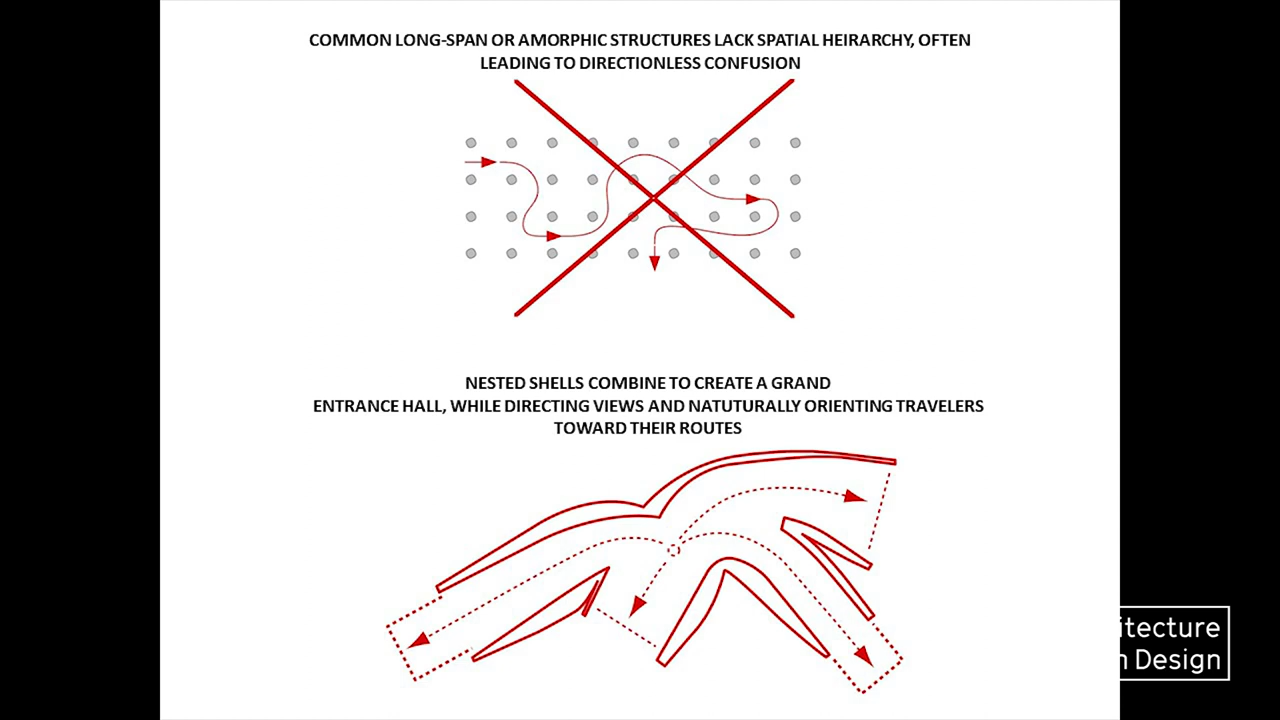 COMMON LONG-SPAN OR AMORPHIC STRUCTURES LACK SPATIAL HEIRARCHY, OFTEN
LEADING TO DIRECTIONLESS CONFUSION
NESTED SHELLS COMBINE TO CREATE A GRAND
ENTRANCE HALL, WHILE DIRECTING VIEWS AND NATUTURALLY ORIENTING TRAVELERS
TOWARD THEIR ROUTES
itecture
n Design